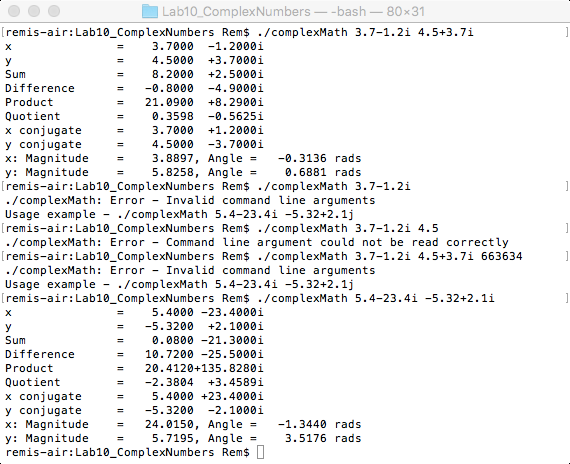 Lab10_ComplexNumbers — -bash — 80×31
[remis-air:Lab10_ComplexNumbers Rem$ ./complexMath 3.7-1.2i 4.5+3.7i ]
x = 3.7000 -1.2000i
y = 4.5000 +3.7000i
Sum = 8.2000 +2.5000i
Difference = -0.8000 -4.9000i
Product = 21.0900 +8.2900i
Quotient = 0.3598 -0.5625i
x conjugate = 3.7000 +1.2000i
y conjugate = 4.5000 -3.7000i
x: Magnitude = 3.8897, Angle = -0.3136 rads
y: Magnitude = 5.8258, Angle = 0.6881 rads
[remis-air:Lab10_ComplexNumbers Rem$ ./complexMath 3.7-1.2i ]
./complexMath: Error - Invalid command line arguments
Usage example - ./complexMath 5.4-23.4i -5.32+2.1j
[remis-air:Lab10_ComplexNumbers Rem$ ./complexMath 3.7-1.2i 4.5 ]
./complexMath: Error - Command line argument could not be read correctly
[remis-air:Lab10_ComplexNumbers Rem$ ./complexMath 3.7-1.2i 4.5+3.7i 663634 ]
./complexMath: Error - Invalid command line arguments
Usage example - ./complexMath 5.4-23.4i -5.32+2.1j
[remis-air:Lab10_ComplexNumbers Rem$ ./complexMath 5.4-23.4i -5.32+2.1i ]
x = 5.4000 -23.4000i
y = -5.3200 +2.1000i
Sum = 0.0800 -21.3000i
Difference = 10.7200 -25.5000i
Product = 20.4120+135.8280i
Quotient = -2.3804 +3.4589i
x conjugate = 5.4000 +23.4000i
y conjugate = -5.3200 -2.1000i
x: Magnitude = 24.0150, Angle = -1.3440 rads
y: Magnitude = 5.7195, Angle = 3.5176 rads
remis-air:Lab10_ComplexNumbers Rem$